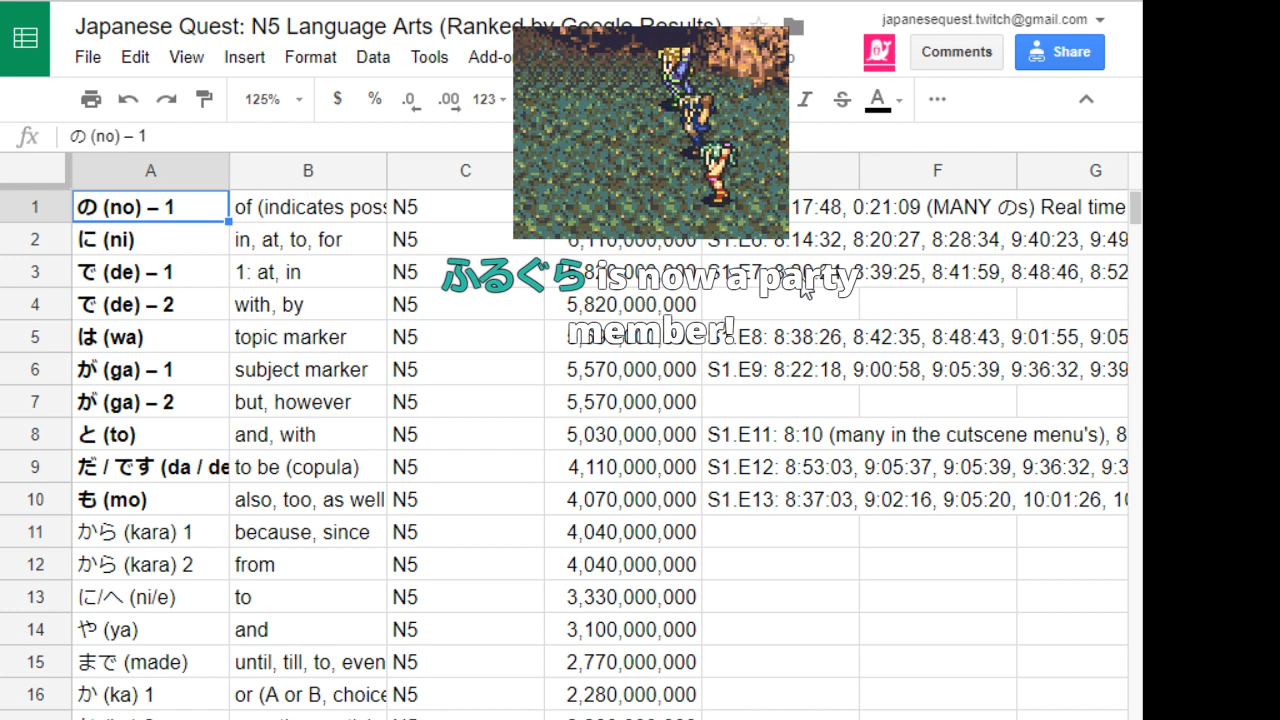 Japanese Quest: N5 Language Arts (Ranked by Google Results)
japanesequest.twitch@gmail.com
File Edit View Insert Format Data Tools Add-o
Comments Share
125% $ % .0 .00 123
fx の (no) – 1
A B C F G
1 の (no) – 1 of (indicates poss N5 17:48, 0:21:09 (MANY のs) Real time
2 に (ni) in, at, to, for N5 6,110,000,000 S1.E6: 8:14:32, 8:20:27, 8:28:34, 9:40:23, 9:49
3 で (de) – 1 1: at, in N5 8:39:25, 8:41:59, 8:48:46, 8:52
ふるぐら is now a party
member!
4 で (de) – 2 with, by N5 5,820,000,000
5 は (wa) topic marker N5 S1.E8: 8:38:26, 8:42:35, 8:48:43, 9:01:55, 9:05
6 が (ga) – 1 subject marker N5 5,570,000,000 S1.E9: 8:22:18, 9:00:58, 9:05:39, 9:36:32, 9:39
7 が (ga) – 2 but, however N5 5,570,000,000
8 と (to) and, with N5 5,030,000,000 S1.E11: 8:10 (many in the cutscene menu's), 8
9 だ / です (da / de to be (copula) N5 4,110,000,000 S1.E12: 8:53:03, 9:05:37, 9:05:39, 9:36:32, 9:3
10 も (mo) also, too, as well N5 4,070,000,000 S1.E13: 8:37:03, 9:02:16, 9:05:20, 10:01:26, 10
11 から (kara) 1 because, since N5 4,040,000,000
12 から (kara) 2 from N5 4,040,000,000
13 に/へ (ni/e) to N5 3,330,000,000
14 や (ya) and N5 3,100,000,000
15 まで (made) until, till, to, even N5 2,770,000,000
16 か (ka) 1 or (A or B, choice N5 2,280,000,000